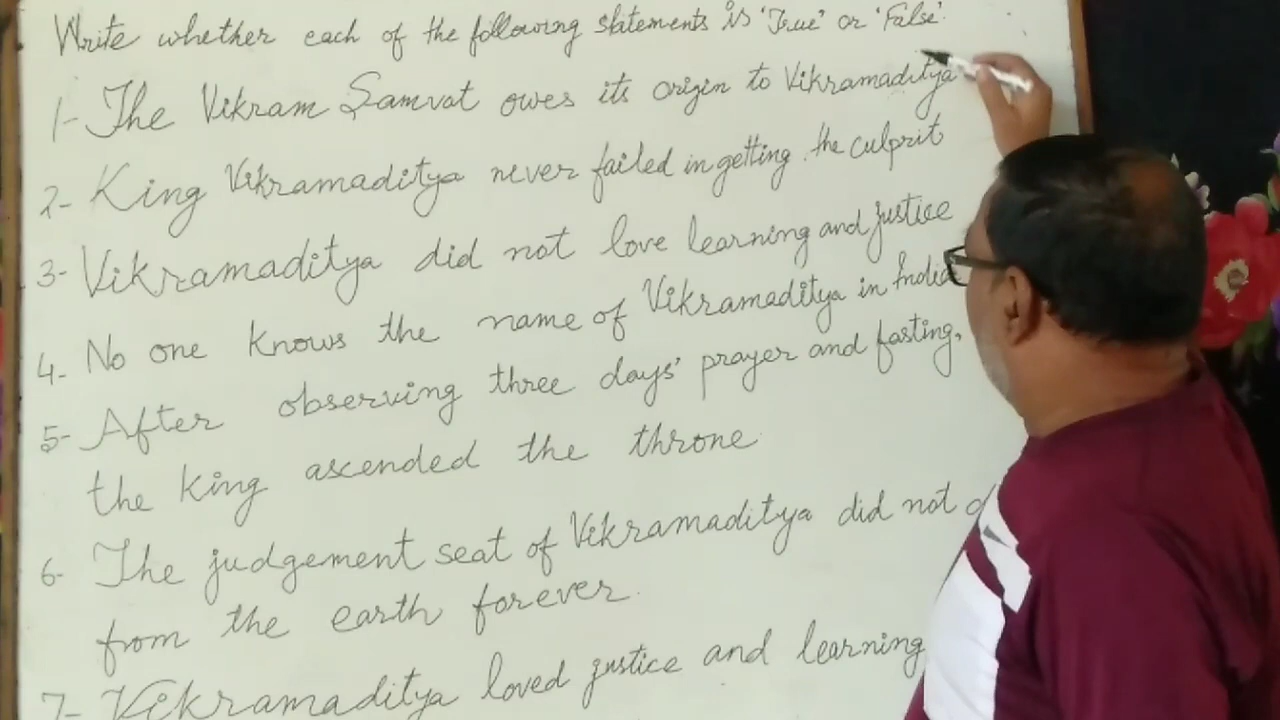 Write whether each of the following statements is 'True' or 'False'.
1- The Vikram Samvat owes its origin to Vikramaditya
2- King Vikramaditya never failed in getting the culprit
3- Vikramaditya did not love learning and justice
4- No one knows the name of Vikramaditya in India
5- After observing three days' prayer and fasting,
the king ascended the throne
6- The judgement seat of Vikramaditya did not
from the earth forever.
7- Vikramaditya loved justice and learning